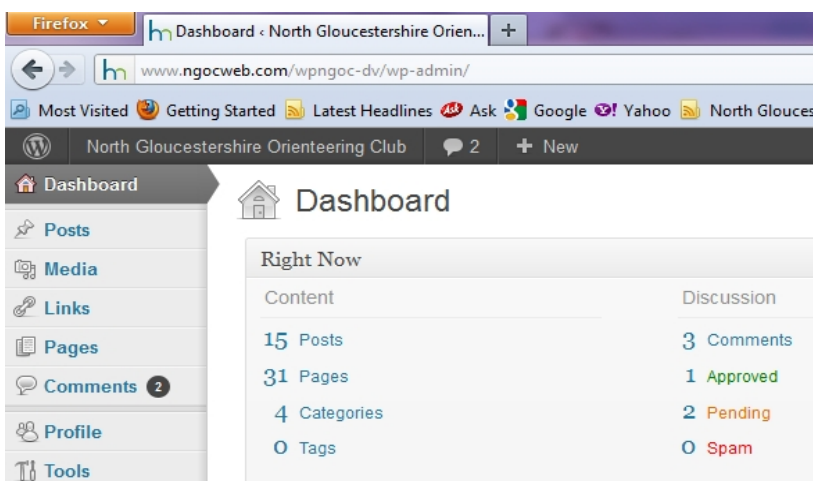 Firefox
Dashboard ‹ North Gloucestershire Orien...
www.ngocweb.com/wpngoc-dv/wp-admin/
Most Visited Getting Started Latest Headlines Ask Google Yahoo North Glouces
North Gloucestershire Orienteering Club 2 + New
Dashboard
Posts
Media
Links
Pages
Comments 2
Profile
Tools
Dashboard
Right Now
Content
15 Posts
31 Pages
4 Categories
0 Tags
Discussion
3 Comments
1 Approved
2 Pending
0 Spam